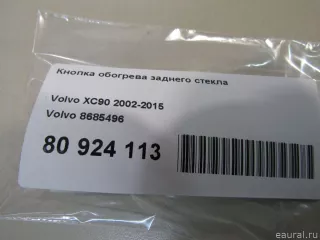 Кнопка обогрева заднего стекла
Volvo XC90 2002-2015
Volvo 8685496
80 924 113
eaural.ru